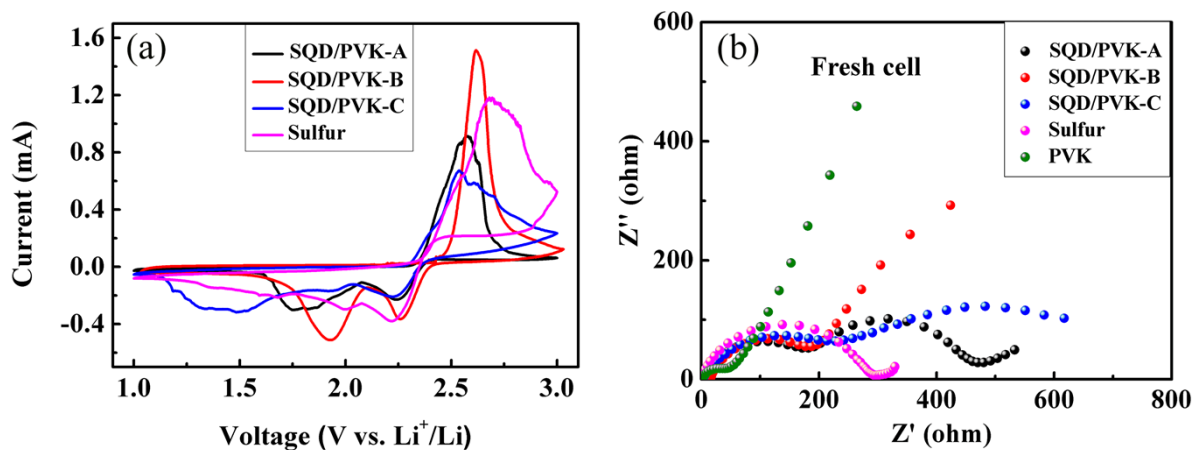 (a)
SQD/PVK-A
SQD/PVK-B
SQD/PVK-C
Sulfur
1.6
1.2
0.8
0.4
0.0
-0.4
Current (mA)
1.0
1.5
2.0
2.5
3.0
Voltage (V vs. Li⁺/Li)
(b)
Fresh cell
SQD/PVK-A
SQD/PVK-B
SQD/PVK-C
Sulfur
PVK
600
400
200
0
Z'' (ohm)
0
200
400
600
800
Z' (ohm)